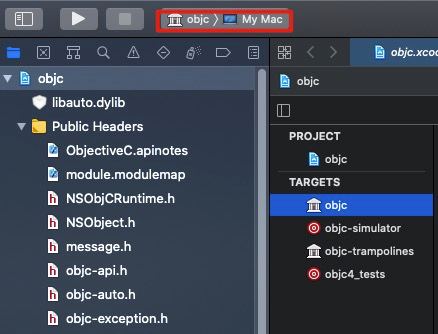 objc 〉 My Mac
objc.xcoo
objc
libauto.dylib
Public Headers
ObjectiveC.apinotes
module.modulemap
NSObjCRuntime.h
NSObject.h
message.h
objc-api.h
objc-auto.h
objc-exception.h
objc
PROJECT
objc
TARGETS
objc
objc-simulator
objc-trampolines
objc4_tests